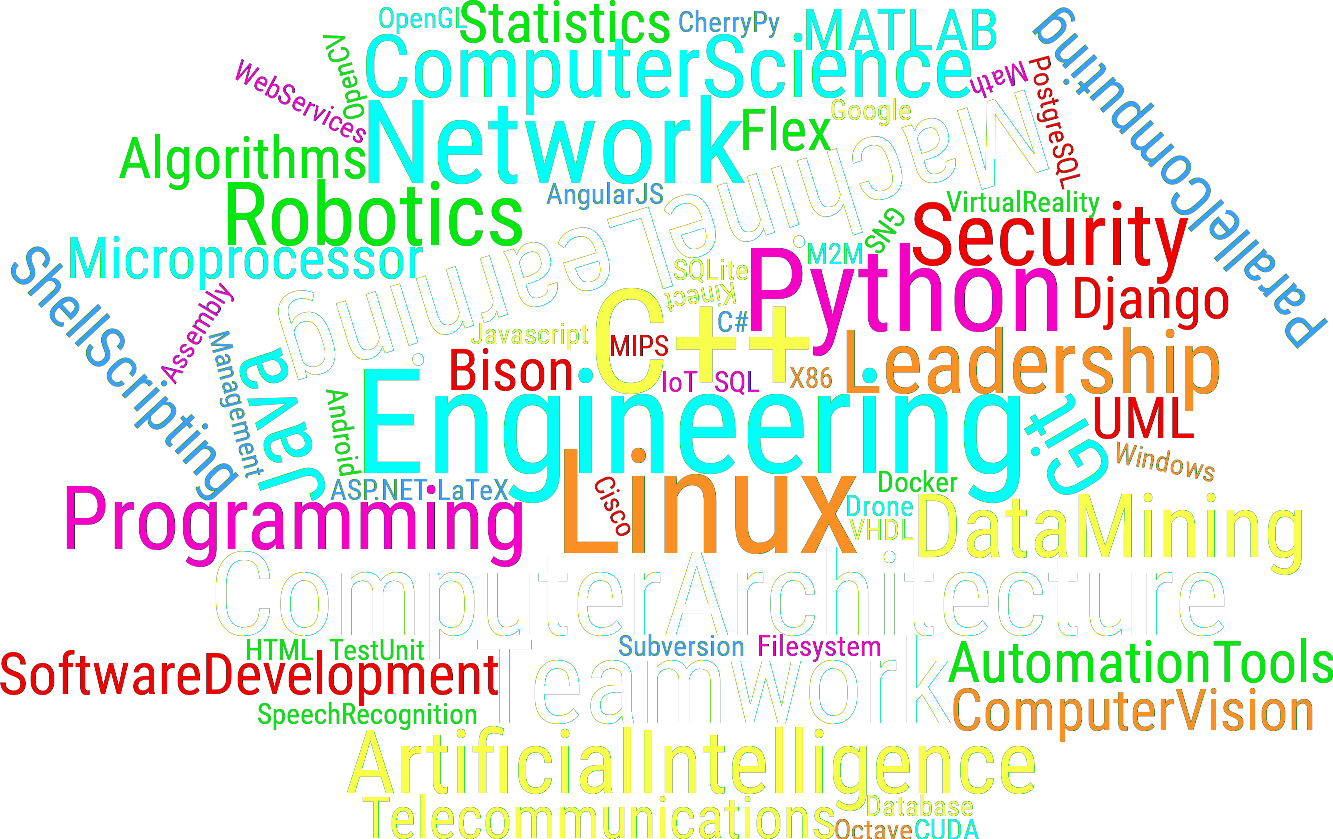 OpenGL
Statistics
CherryPy
MATLAB
ParallelComputing
ComputerScience
OpenCV
WebServices
Math
PostgreSQL
Google
Network
Flex
MachineLearning
Algorithms
Robotics
AngularJS
VirtualReality
Security
GNS
M2M
Microprocessor
ShellScripting
SQLite
Kinect
Python
Django
Assembly
C++
C#
Javascript
MIPS
Leadership
Management
Java
Bison
IoT
SQL
X86
Engineering
Android
Git
UML
Windows
ASP.NET
LaTeX
Linux
Cisco
Docker
Drone
VHDL
Programming
DataMining
ComputerArchitecture
HTML
TestUnit
Subversion
Filesystem
Teamwork
AutomationTools
SoftwareDevelopment
ComputerVision
SpeechRecognition
ArtificialIntelligence
Telecommunications
Database
Octave
CUDA